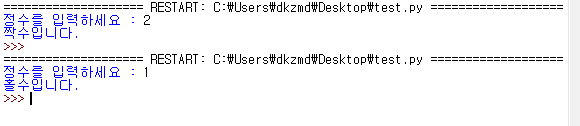 ==================== RESTART: C:₩Users₩dkzmd₩Desktop₩test.py ===================
정수를 입력하세요 : 2
짝수입니다.
>>>
==================== RESTART: C:₩Users₩dkzmd₩Desktop₩test.py ===================
정수를 입력하세요 : 1
홀수입니다.
>>>